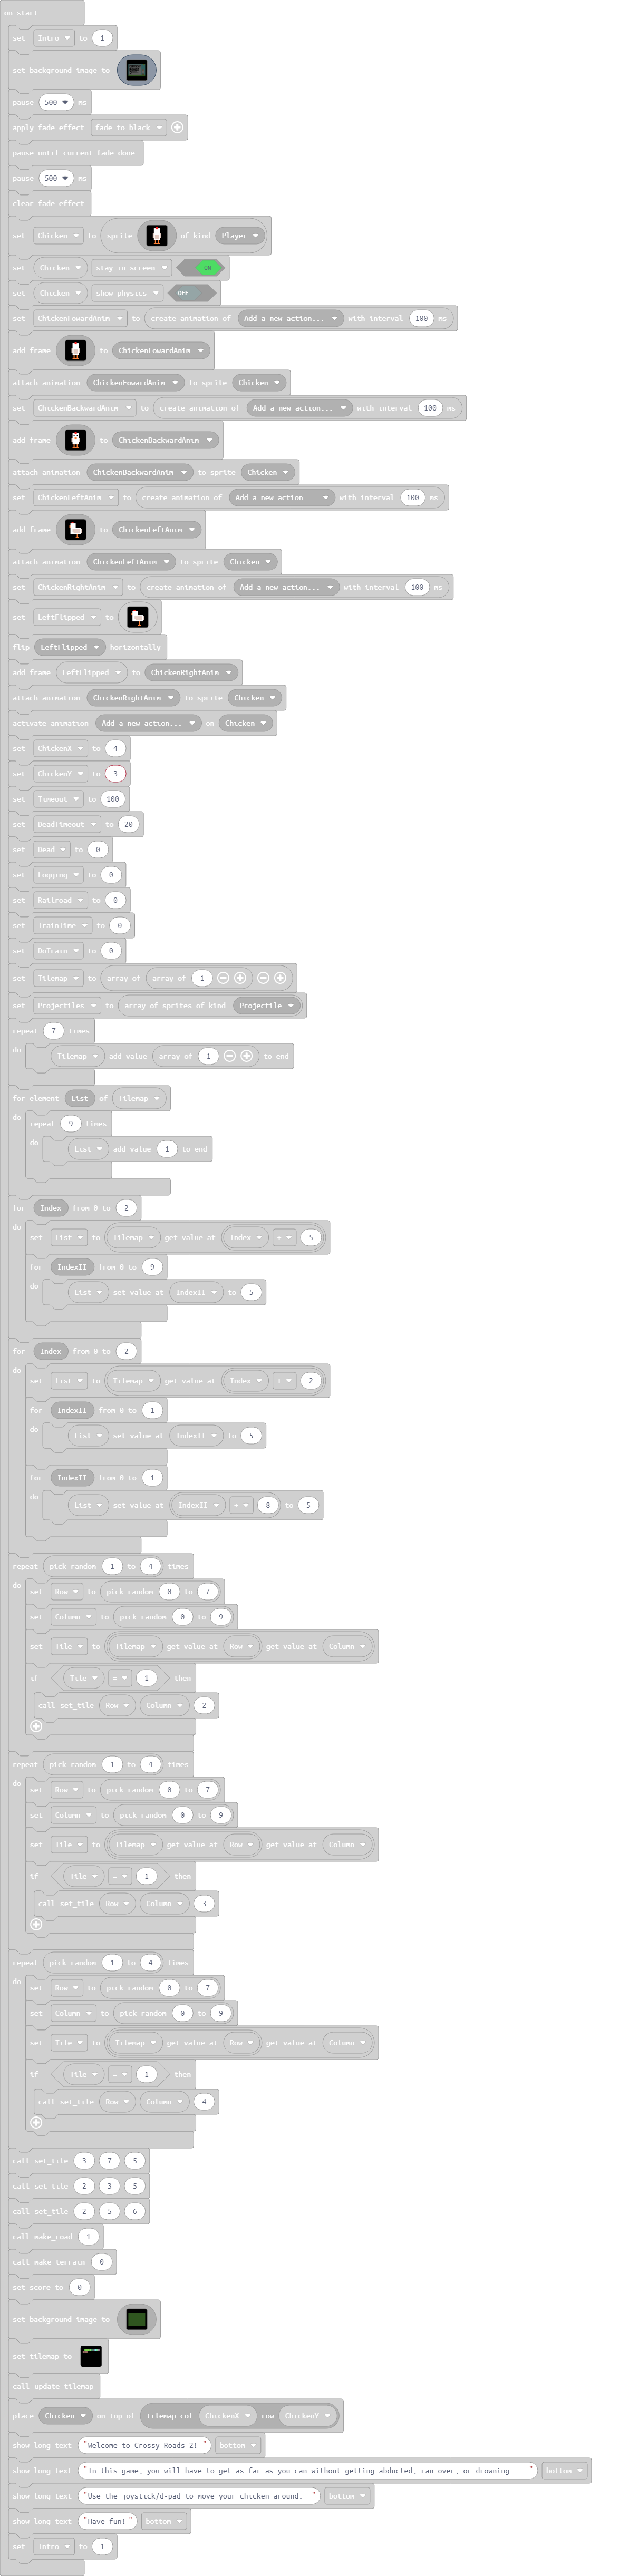 on start
set Intro to 1
set background image to
pause 500 ms
apply fade effect fade to black
pause until current fade done
pause 500 ms
clear fade effect
set Chicken to sprite of kind Player
set Chicken stay in screen ON
set Chicken show physics OFF
set ChickenFowardAnim to create animation of Add a new action... with interval 100 ms
add frame to ChickenFowardAnim
attach animation ChickenFowardAnim to sprite Chicken
set ChickenBackwardAnim to create animation of Add a new action... with interval 100 ms
add frame to ChickenBackwardAnim
attach animation ChickenBackwardAnim to sprite Chicken
set ChickenLeftAnim to create animation of Add a new action... with interval 100 ms
add frame to ChickenLeftAnim
attach animation ChickenLeftAnim to sprite Chicken
set ChickenRightAnim to create animation of Add a new action... with interval 100 ms
set LeftFlipped to
flip LeftFlipped horizontally
add frame LeftFlipped to ChickenRightAnim
attach animation ChickenRightAnim to sprite Chicken
activate animation Add a new action... on Chicken
set ChickenX to 4
set ChickenY to 3
set Timeout to 100
set DeadTimeout to 20
set Dead to 0
set Logging to 0
set Railroad to 0
set TrainTime to 0
set DoTrain to 0
set Tilemap to array of array of 1
set Projectiles to array of sprites of kind Projectile
repeat 7 times
do Tilemap add value array of 1 to end
for element List of Tilemap
do repeat 9 times
do List add value 1 to end
for Index from 0 to 2
do set List to Tilemap get value at Index + 5
for IndexII from 0 to 9
do List set value at IndexII to 5
for Index from 0 to 2
do set List to Tilemap get value at Index + 2
for IndexII from 0 to 1
do List set value at IndexII to 5
for IndexII from 0 to 1
do List set value at IndexII + 8 to 5
repeat pick random 1 to 4 times
do set Row to pick random 0 to 7
set Column to pick random 0 to 9
set Tile to Tilemap get value at Row get value at Column
if Tile = 1 then
call set_tile Row Column 2
repeat pick random 1 to 4 times
do set Row to pick random 0 to 7
set Column to pick random 0 to 9
set Tile to Tilemap get value at Row get value at Column
if Tile = 1 then
call set_tile Row Column 3
repeat pick random 1 to 4 times
do set Row to pick random 0 to 7
set Column to pick random 0 to 9
set Tile to Tilemap get value at Row get value at Column
if Tile = 1 then
call set_tile Row Column 4
call set_tile 3 7 5
call set_tile 2 3 5
call set_tile 2 5 6
call make_road 1
call make_terrain 0
set score to 0
set background image to
set tilemap to
call update_tilemap
place Chicken on top of tilemap col ChickenX row ChickenY
show long text "Welcome to Crossy Roads 2! " bottom
show long text "In this game, you will have to get as far as you can without getting abducted, ran over, or drowning. " bottom
show long text "Use the joystick/d-pad to move your chicken around. " bottom
show long text "Have fun! " bottom
set Intro to 1